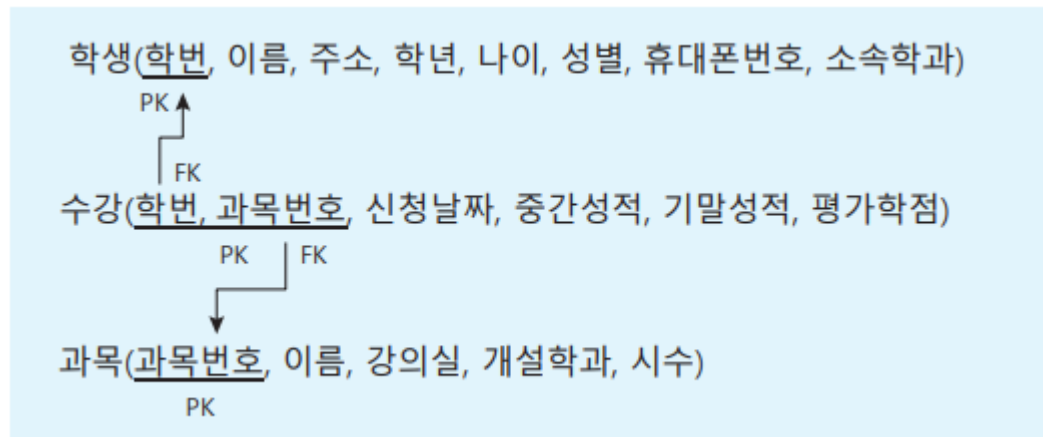 학생(학번, 이름, 주소, 학년, 나이, 성별, 휴대폰번호, 소속학과)
PK
FK
수강(학번, 과목번호, 신청날짜, 중간성적, 기말성적, 평가학점)
PK FK
과목(과목번호, 이름, 강의실, 개설학과, 시수)
PK